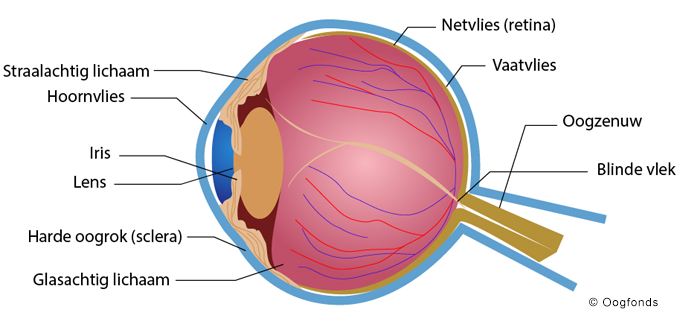 Netvlies (retina)
Vaatvlies
Straalachtig lichaam
Hoornvlies
Oogzenuw
Iris
Blinde vlek
Lens
Harde oogrok (sclera)
Glasachtig lichaam
© Oogfonds